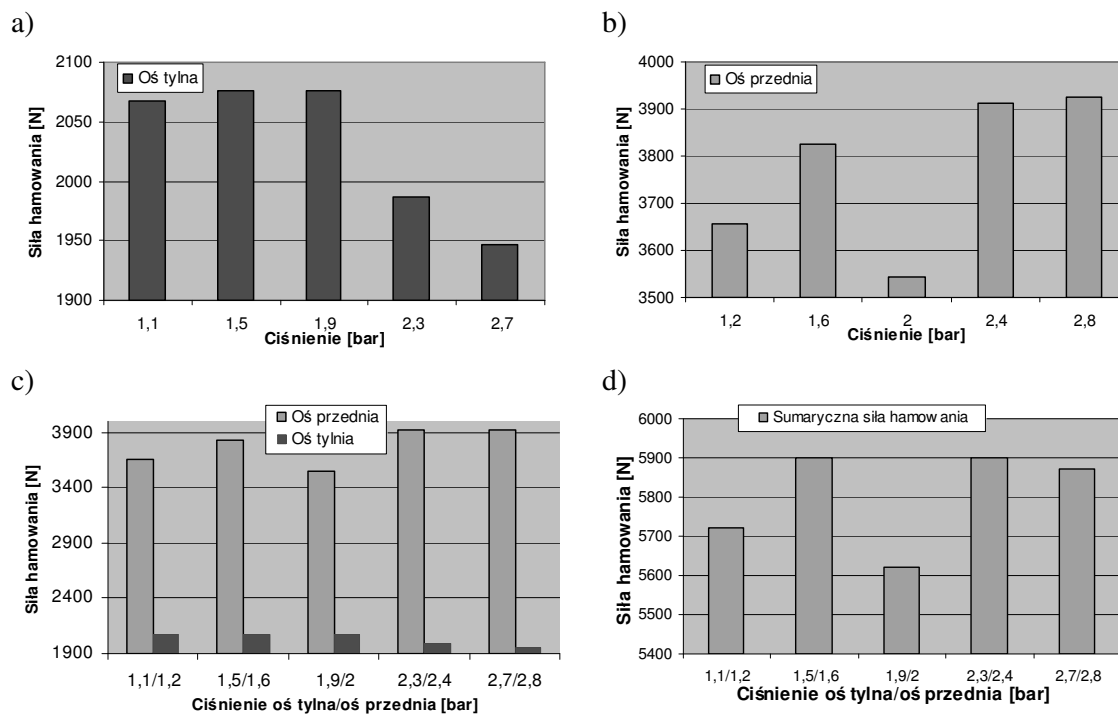 a)
Oś tylna
Siła hamowania [N]
2100
2050
2000
1950
1900
1,1 1,5 1,9 2,3 2,7
Ciśnienie [bar]
b)
Oś przednia
Siła hamowania [N]
4000
3900
3800
3700
3600
3500
1,2 1,6 2 2,4 2,8
Ciśnienie [bar]
c)
Oś przednia
Oś tylnia
Siła hamowania [N]
3900
3400
2900
2400
1900
1,1/1,2 1,5/1,6 1,9/2 2,3/2,4 2,7/2,8
Ciśnienie oś tylna/oś przednia [bar]
d)
Sumaryczna siła hamowania
Siła hamowania [N]
6000
5900
5800
5700
5600
5500
5400
1,1/1,2 1,5/1,6 1,9/2 2,3/2,4 2,7/2,8
Ciśnienie oś tylna/oś przednia [bar]